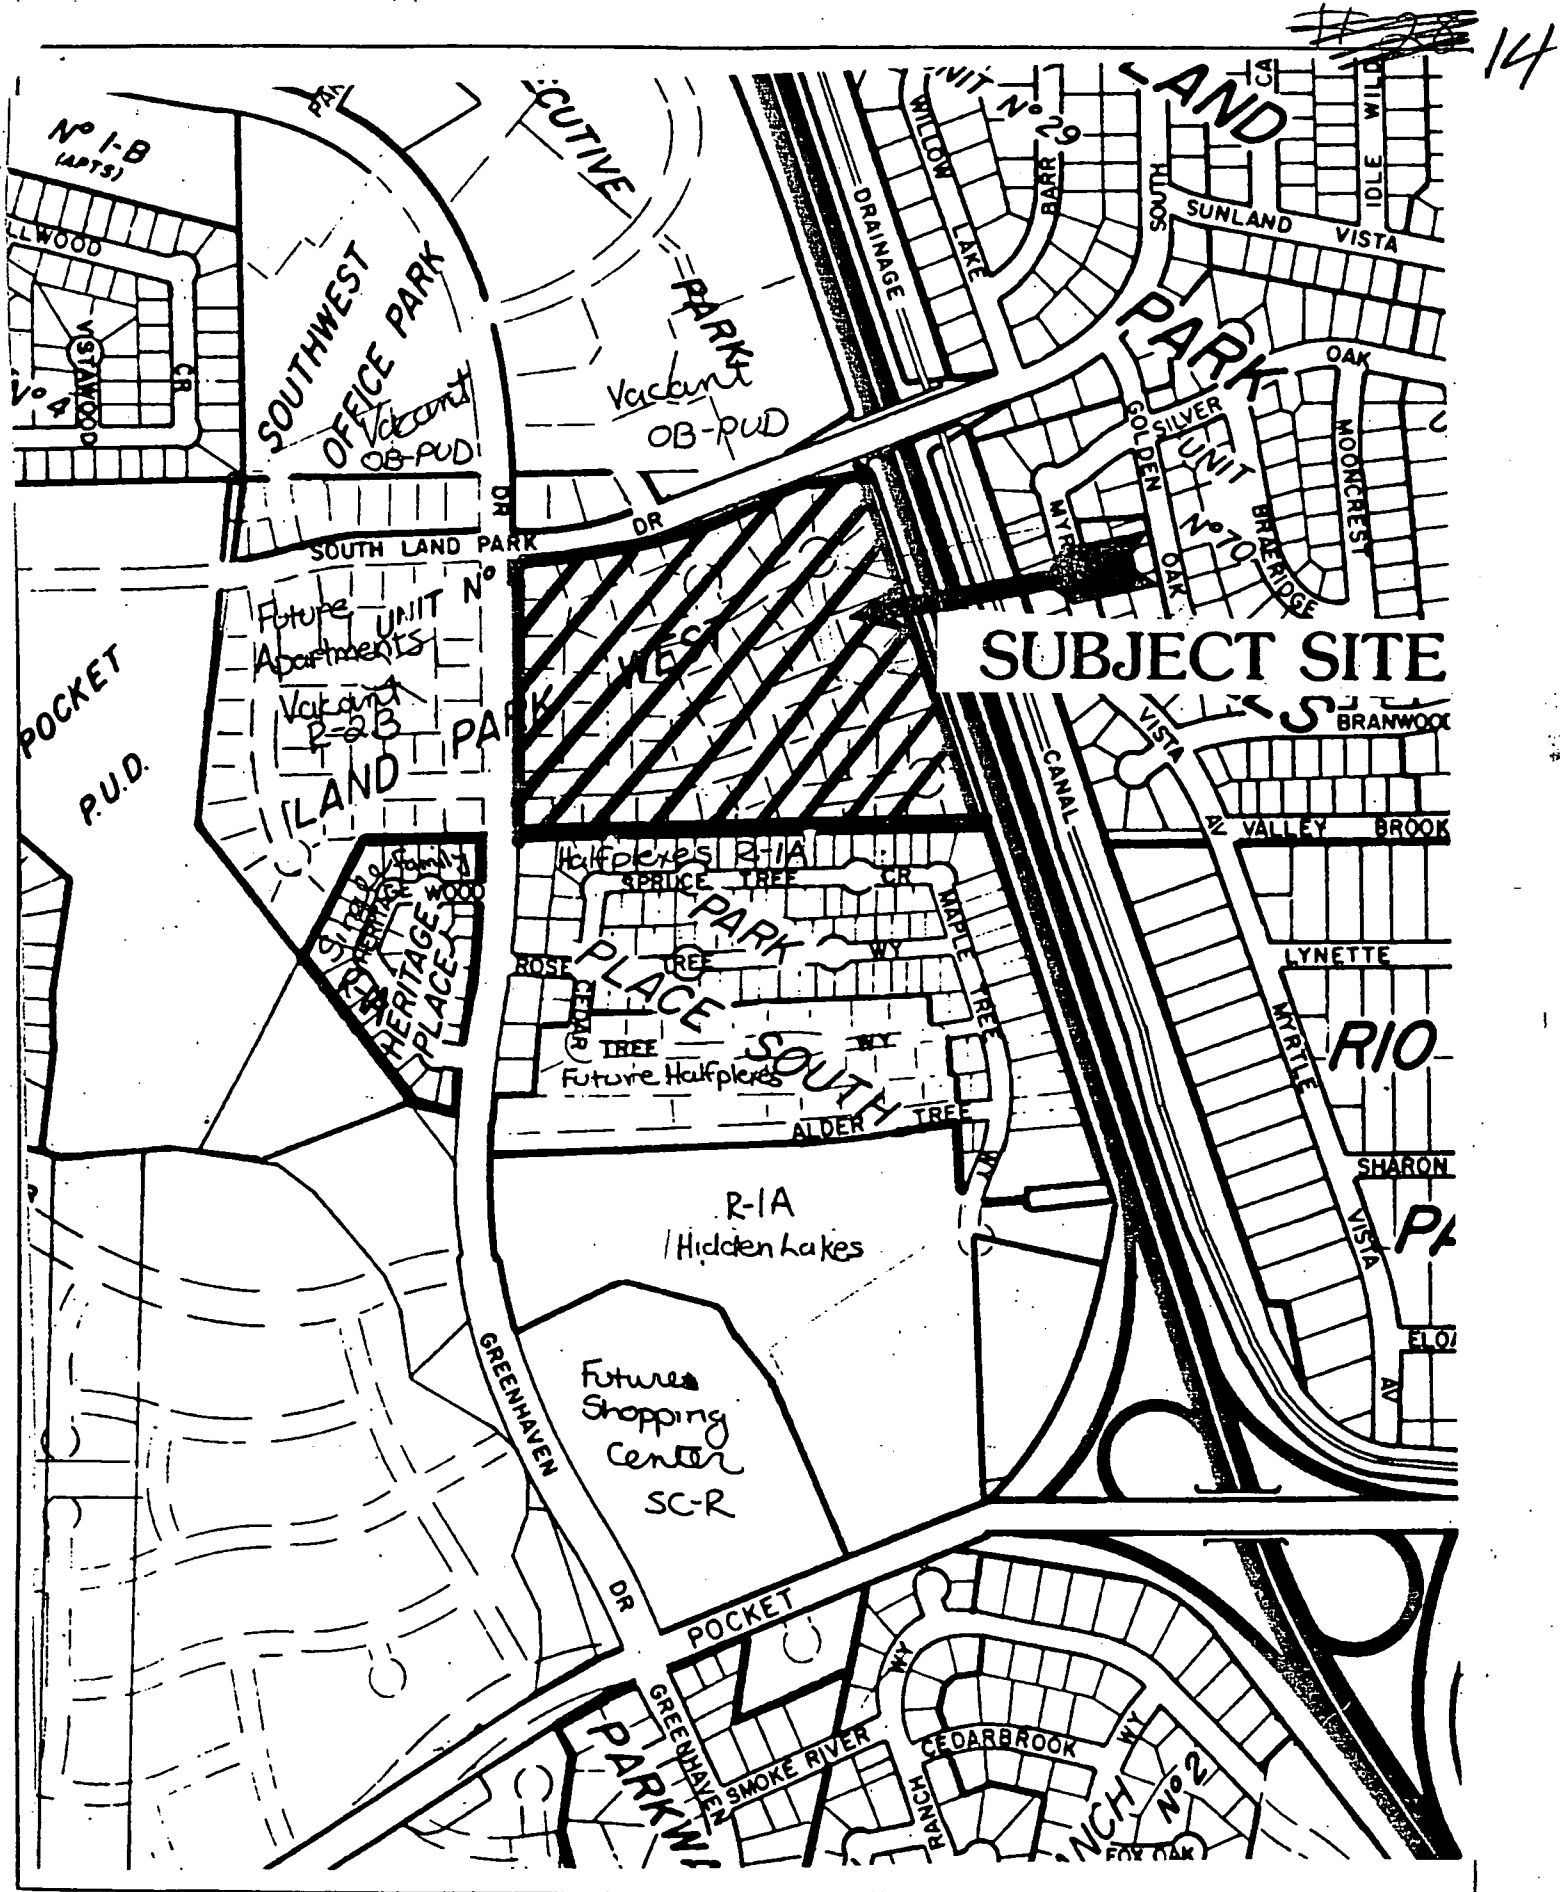 14
Nº 1-B
(APTS)
LLWOOD
VISTAWOOD
CR
Nº 4
SOUTHWEST
OFFICE PARK
Vacant
OB-PUD
PARK
Vacant
OB-PUD
DRAINAGE
WILLOW
LAKE
UNIT Nº 29
BARR
SOUTH
LAND
CA
IDLE WILD
SUNLAND VISTA
PARK
OAK
SILVER
GOLDEN
OAK
UNIT
Nº 70
BRAERIDGE
MOONCREST
DR
SOUTH LAND PARK
DR
UNIT Nº
Future
Apartments
Vacant
R-2B
LAND PARK
WES
SUBJECT SITE
POCKET
P.U.D.
CANAL
VISTA
AV
S
BRANWOOD
VALLEY BROOK
Single Family
R-1A
HERITAGE WOOD
HERITAGE
PLACE
Halfplexes R-1A
SPRUCE TREE CR
PARK
PLACE
SOUTH
MAPLE TREE
WY
ROSE TREE WY
CEDAR
TREE WY
Future Halfplexes
ALDER TREE
LYNETTE
MYRTLE
VISTA
AV
RIO
SHARON
PA
R-1A
Hidden Lakes
GREENHAVEN
DR
Future
Shopping
Center
SC-R
POCKET
GREENHAVEN
SMOKE RIVER
WY
CEDARBROOK
WY
RANCH
NCH
Nº 2
FOX OAK